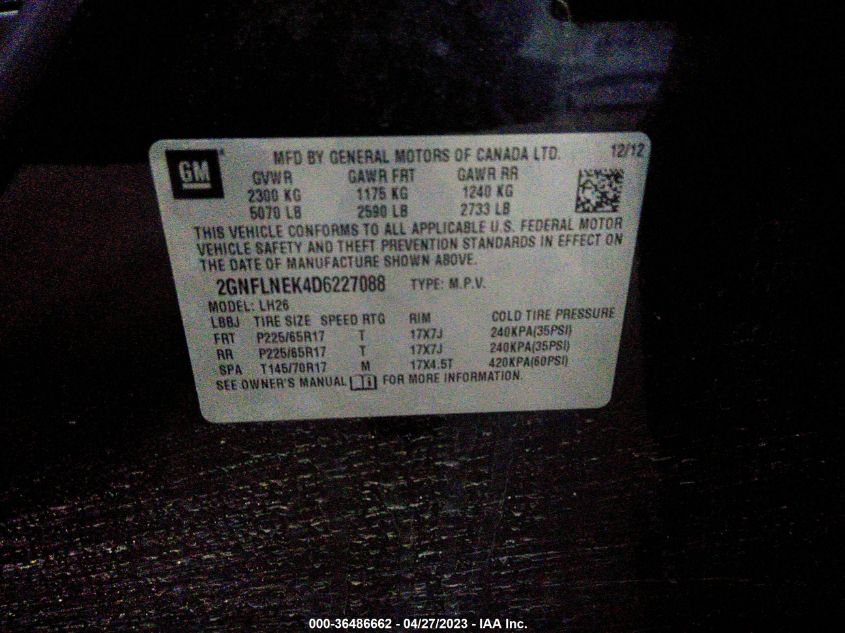 GM
MFD BY GENERAL MOTORS OF CANADA LTD. 12/12
GVWR GAWR FRT GAWR RR
2300 KG 1175 KG 1240 KG
5070 LB 2590 LB 2733 LB
THIS VEHICLE CONFORMS TO ALL APPLICABLE U.S. FEDERAL MOTOR
VEHICLE SAFETY AND THEFT PREVENTION STANDARDS IN EFFECT ON
THE DATE OF MANUFACTURE SHOWN ABOVE.
2GNFLNEK4D6227088 TYPE: M.P.V.
MODEL: LH26
LBBJ TIRE SIZE SPEED RTG RIM COLD TIRE PRESSURE
FRT P225/65R17 T 17X7J 240KPA(35PSI)
RR P225/65R17 T 17X7J 240KPA(35PSI)
SPA T145/70R17 M 17X4.5T 420KPA(60PSI)
SEE OWNER'S MANUAL FOR MORE INFORMATION.
000-36486662 - 04/27/2023 - IAA Inc.